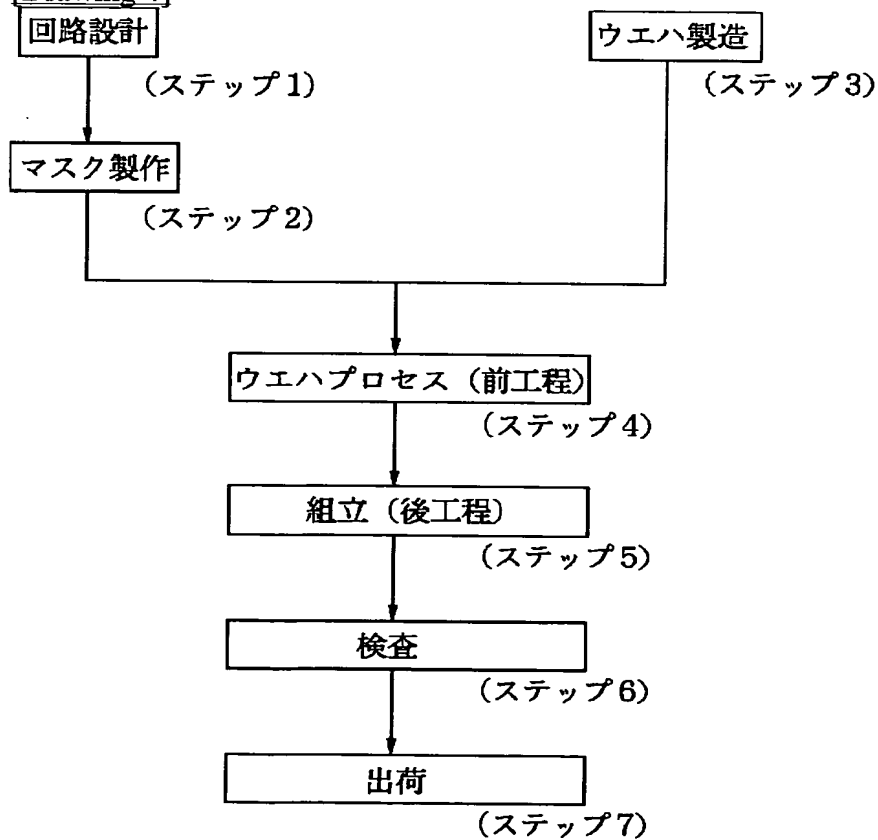 回路設計
(ステップ1)
ウエハ製造
(ステップ3)
マスク製作
(ステップ2)
ウエハプロセス (前工程)
(ステップ4)
組立 (後工程)
(ステップ5)
検査
(ステップ6)
出荷
(ステップ7)